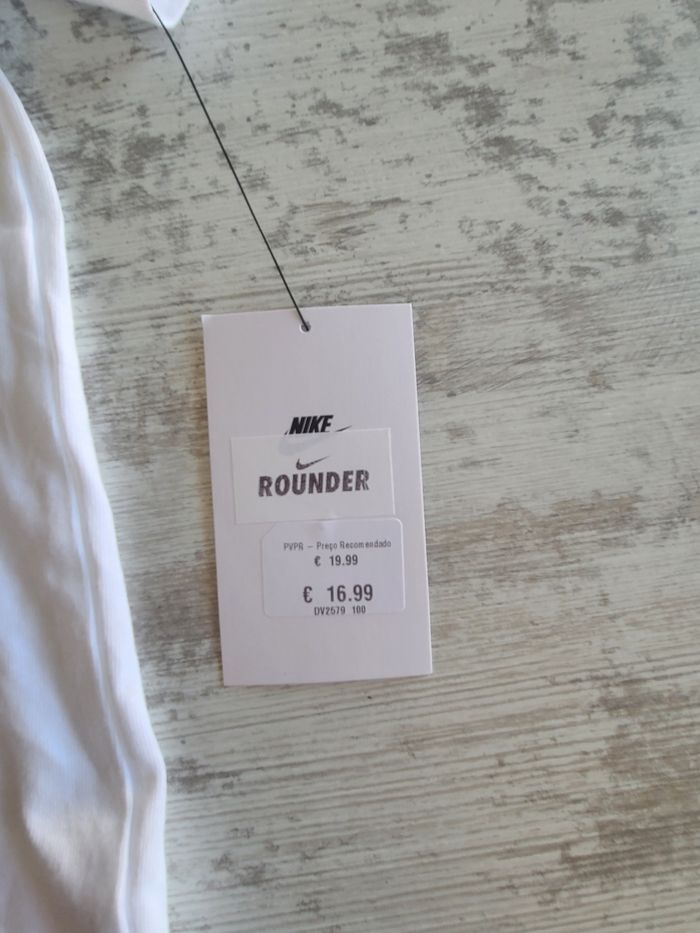 NIKE
ROUNDER
PVPR – Preço Recomendado
€ 19.99
€ 16.99
DV2579 100